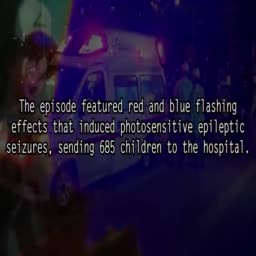 The episode featured red and blue flashing
effects that induced photosensitive epileptic
seizures, sending 685 children to the hospital.